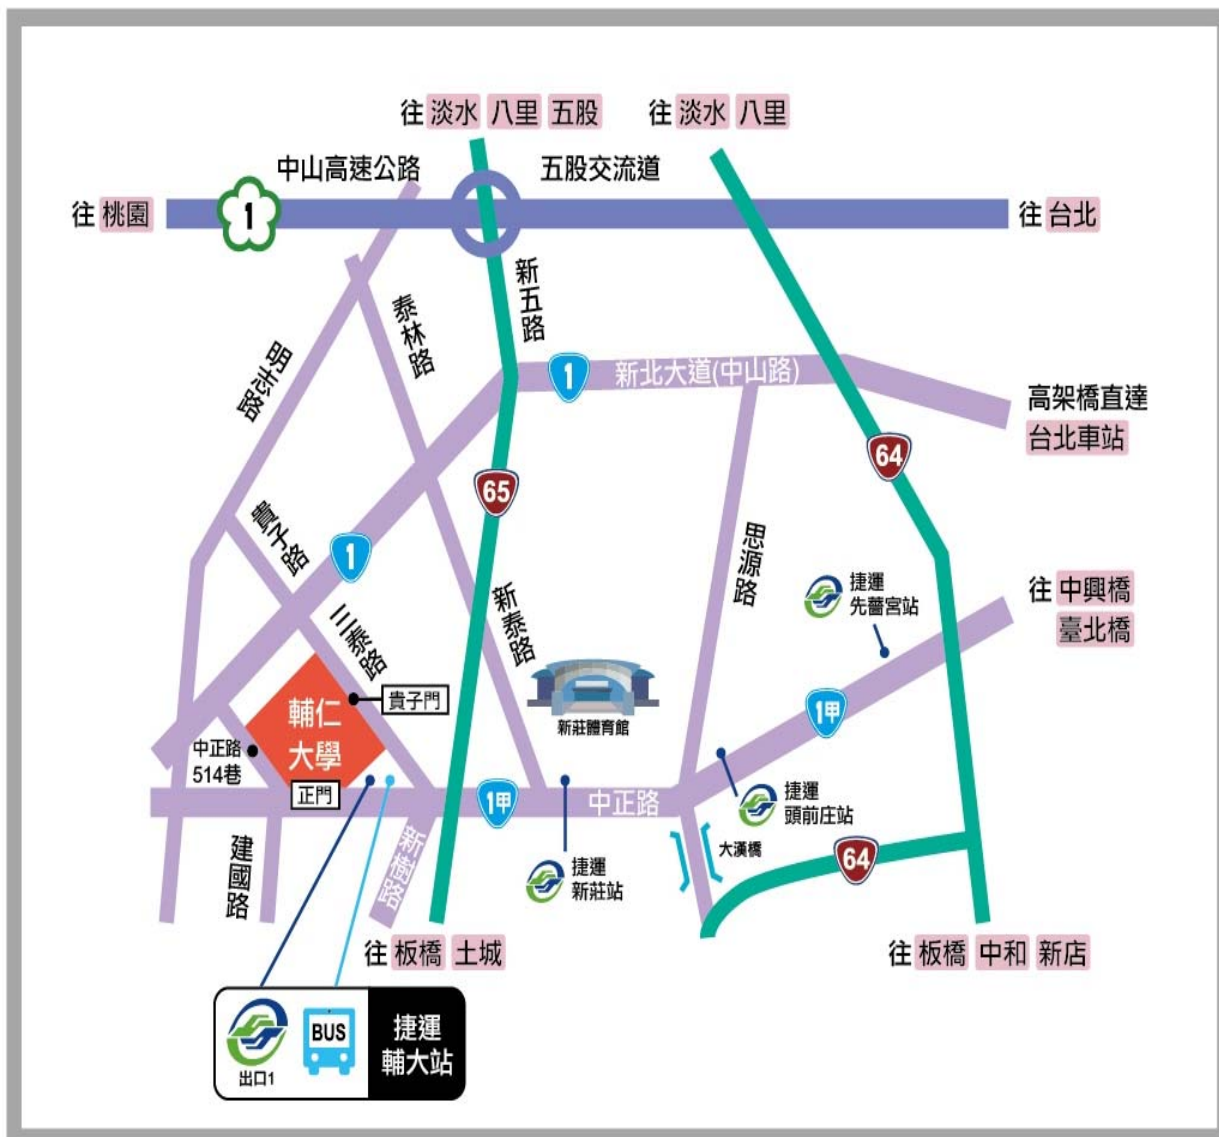 往 淡水 八里 五股
往 淡水 八里
中山高速公路
五股交流道
往 桃園
1
往 台北
新五路
泰林路
明志路
1
新北大道(中山路)
高架橋直達
台北車站
64
65
貴子路
1
思源路
捷運
先嗇宮站
往 中興橋
臺北橋
新泰路
三泰路
貴子門
輔仁
大學
新莊體育館
1甲
中正路
514巷
正門
1甲
中正路
捷運
頭前庄站
大漢橋
64
建國路
新樹路
捷運
新莊站
往 板橋 土城
往 板橋 中和 新店
BUS
出口1
捷運
輔大站